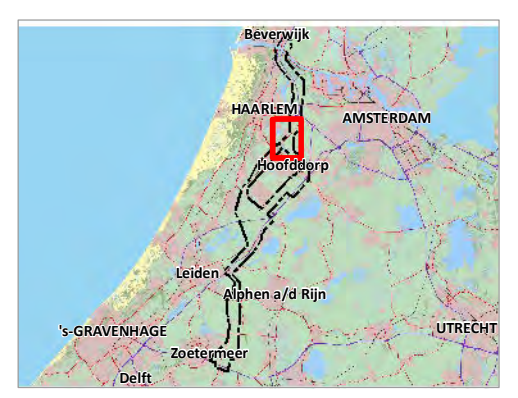 Beverwijk
HAARLEM
AMSTERDAM
Hoofddorp
Leiden
Alphen a/d Rijn
's-GRAVENHAGE
UTRECHT
Zoetermeer
Delft